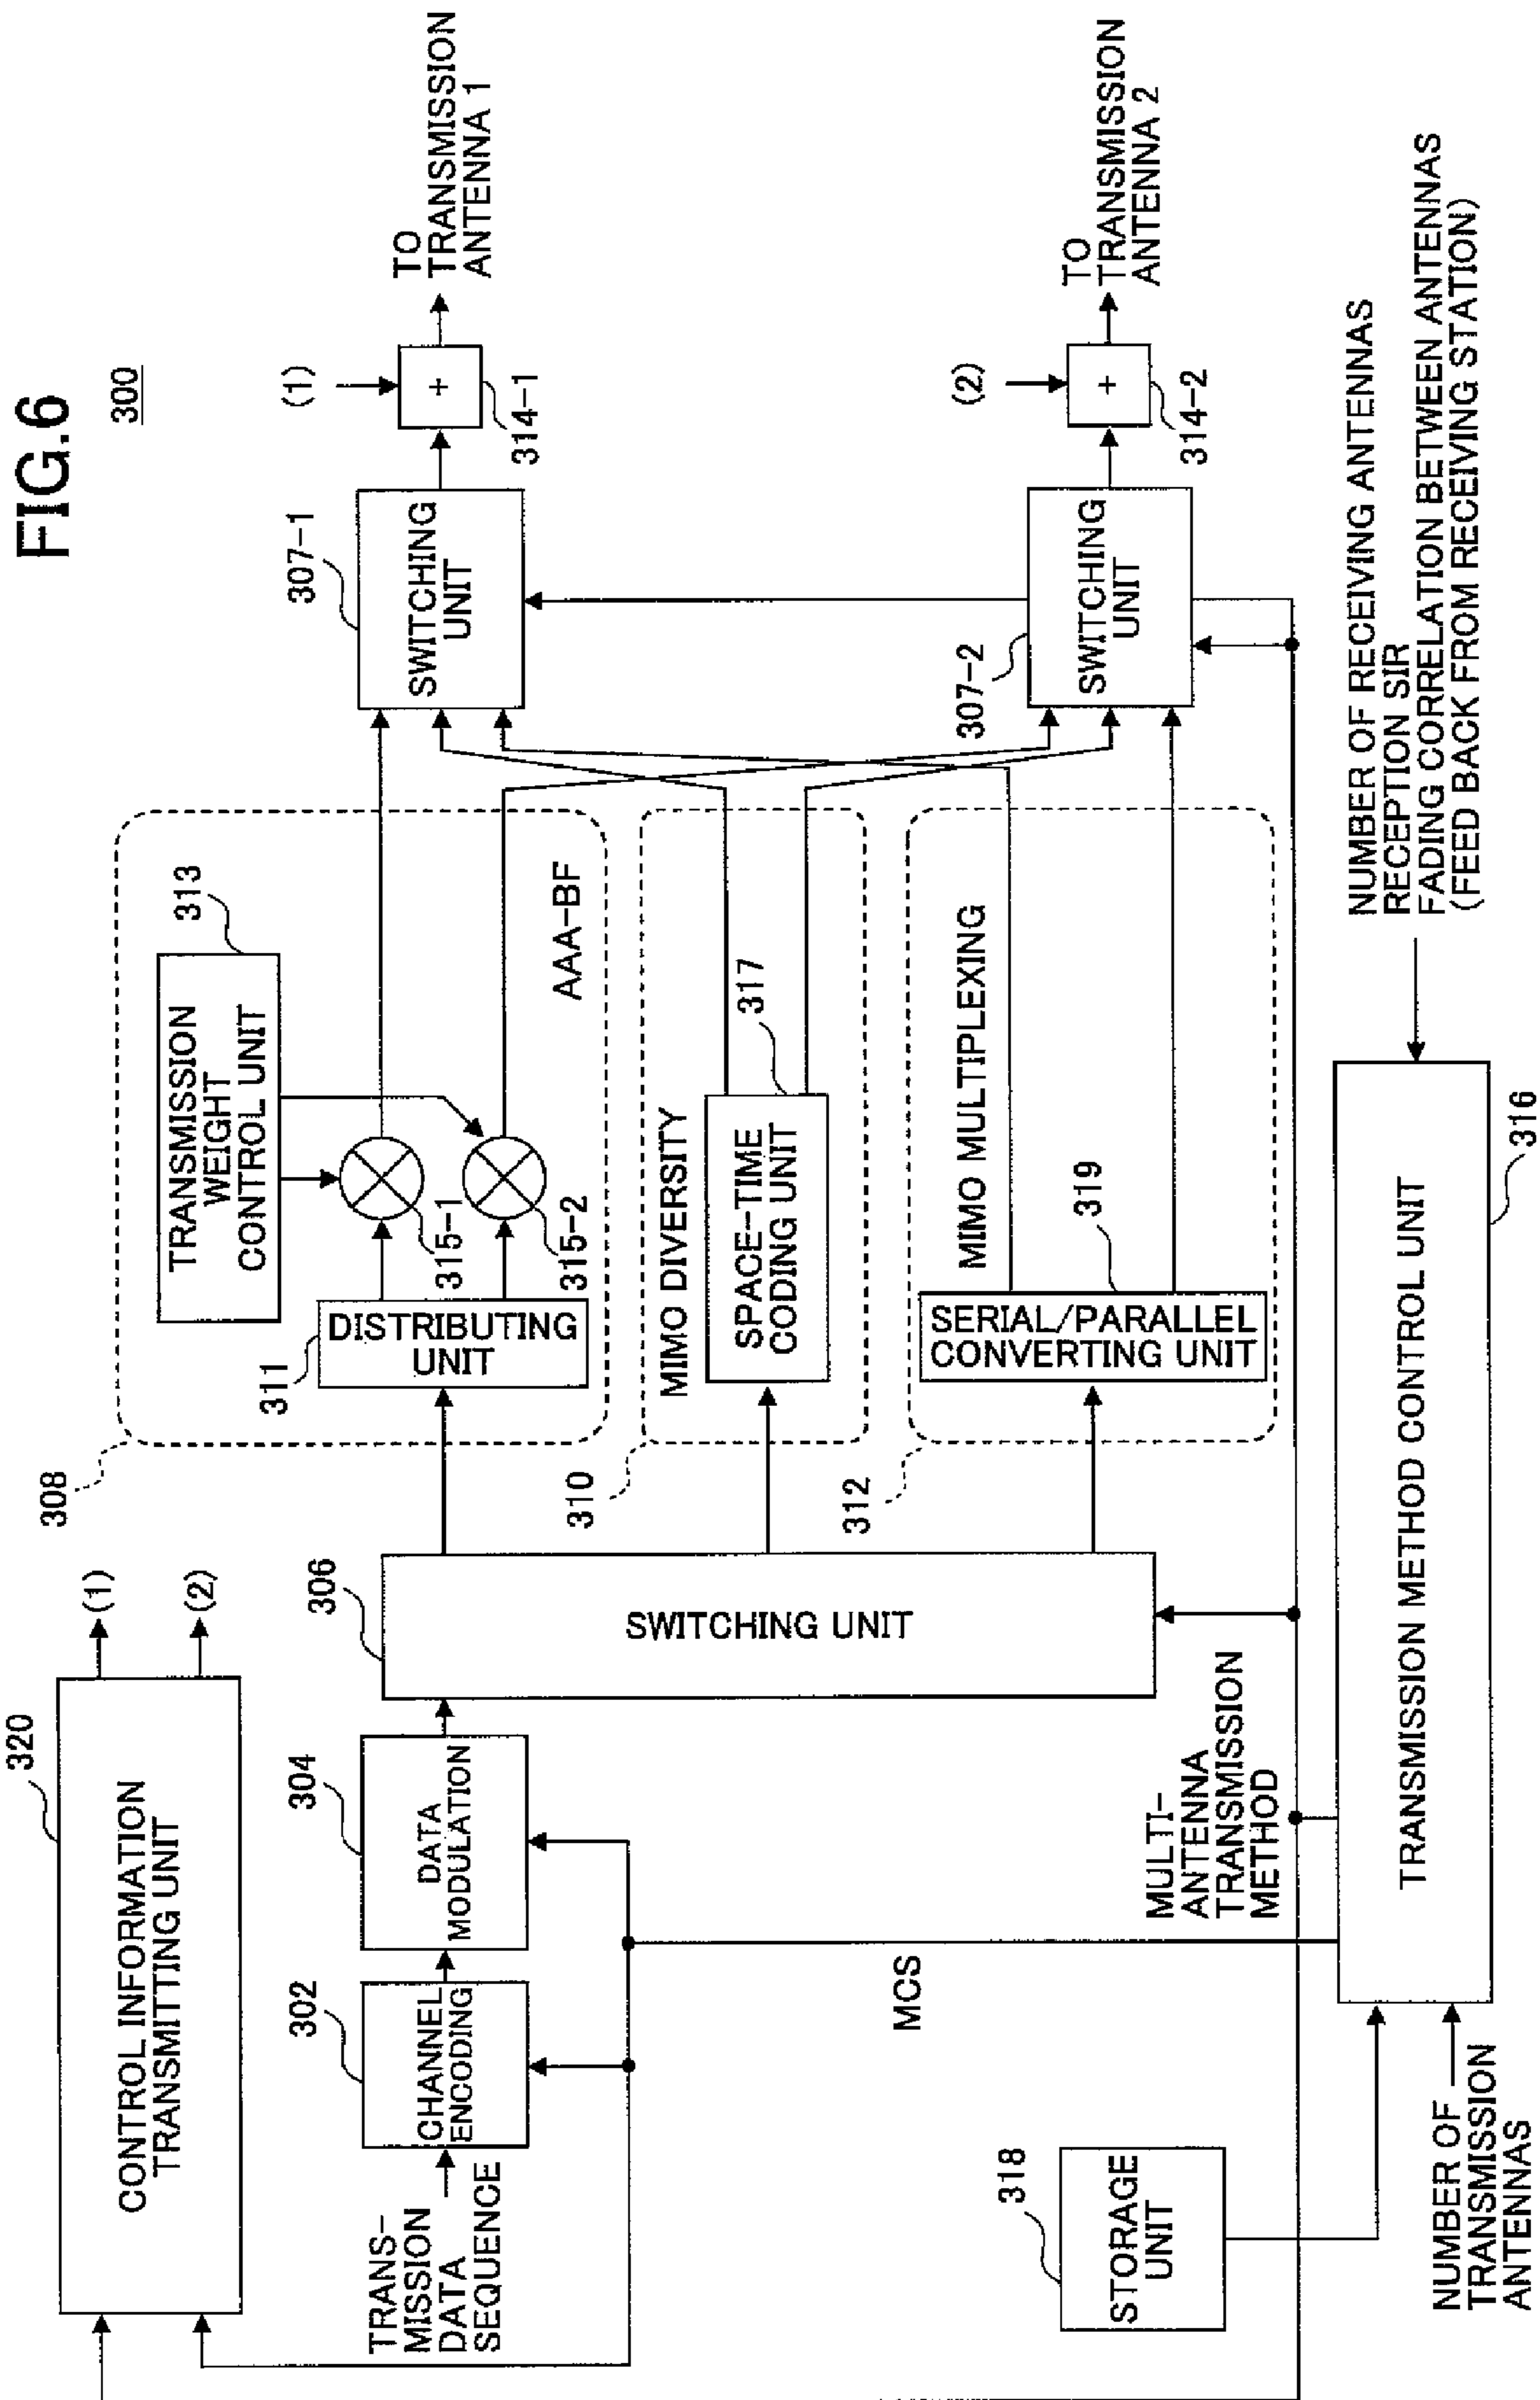 FIG.6
300
320
CONTROL INFORMATION
TRANSMITTING UNIT
(1)
(2)
TRANS-
MISSION
DATA
SEQUENCE
302
CHANNEL
ENCODING
304
DATA
MODULATION
306
SWITCHING UNIT
308
311
DISTRIBUTING
UNIT
313
TRANSMISSION
WEIGHT
CONTROL UNIT
315-1
315-2
AAA-BF
310
MIMO DIVERSITY
SPACE-TIME
CODING UNIT
317
312
MIMO MULTIPLEXING
SERIAL/PARALLEL
CONVERTING UNIT
319
307-1
SWITCHING
UNIT
(1)
+
314-1
TO
TRANSMISSION
ANTENNA 1
307-2
SWITCHING
UNIT
(2)
+
314-2
TO
TRANSMISSION
ANTENNA 2
MCS
MULTI-
ANTENNA
TRANSMISSION
METHOD
318
STORAGE
UNIT
NUMBER OF
TRANSMISSION
ANTENNAS
TRANSMISSION METHOD CONTROL UNIT
316
NUMBER OF RECEIVING ANTENNAS
RECEPTION SIR
FADING CORRELATION BETWEEN ANTENNAS
(FEED BACK FROM RECEIVING STATION)